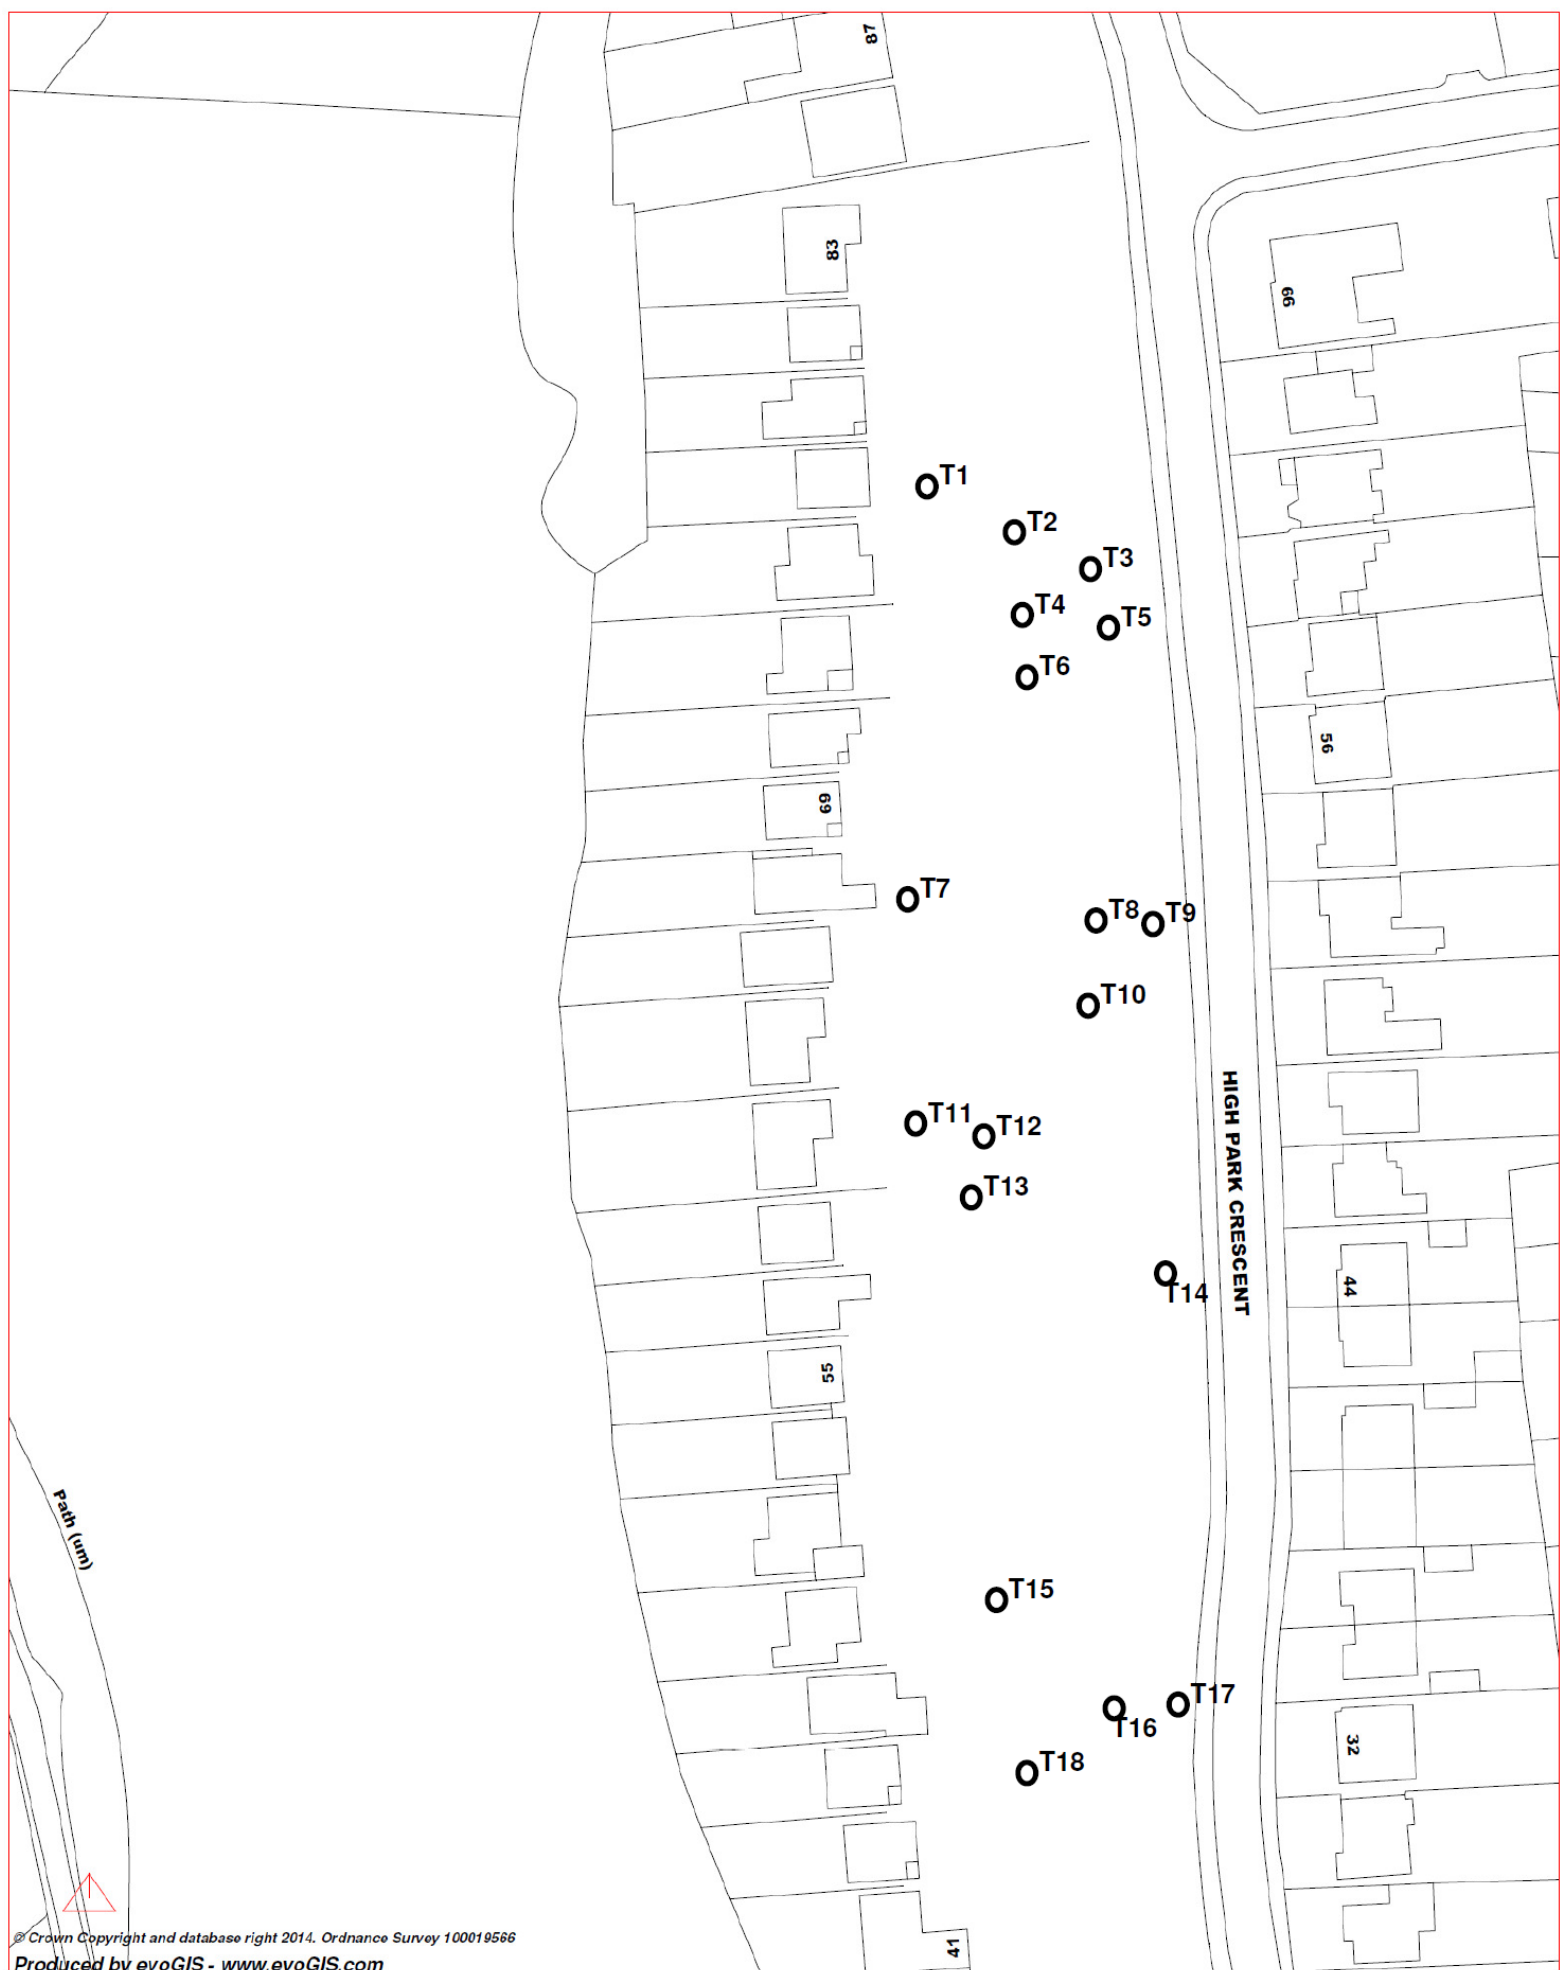 87
83
66
T1
T2
T3
T4
T5
T6
56
69
T7
T8
T9
T10
HIGH PARK CRESCENT
T11
T12
T13
T14
44
55
Path (um)
T15
T16
T17
32
T18
© Crown Copyright and database right 2014. Ordnance Survey 100019566
41
Produced by evoGIS - www.evoGIS.com